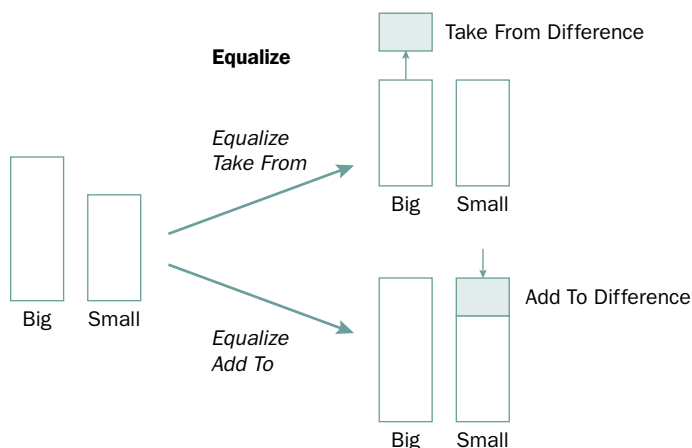 Take From Difference
Equalize
Equalize
Take From
Big Small
Big Small
Add To Difference
Equalize
Add To
Big Small